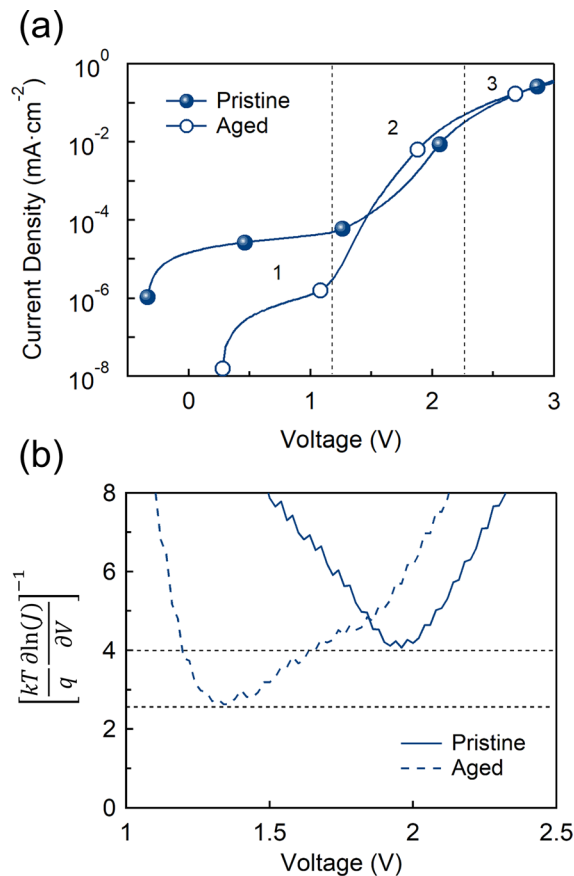 (a)
10⁰
10⁻²
10⁻⁴
10⁻⁶
10⁻⁸
Current Density (mA·cm⁻²)
Pristine
Aged
1
2
3
0 1 2 3
Voltage (V)
(b)
8
6
4
2
0
[kT/q ∂ln(J)/∂V]⁻¹
Pristine
Aged
1 1.5 2 2.5
Voltage (V)